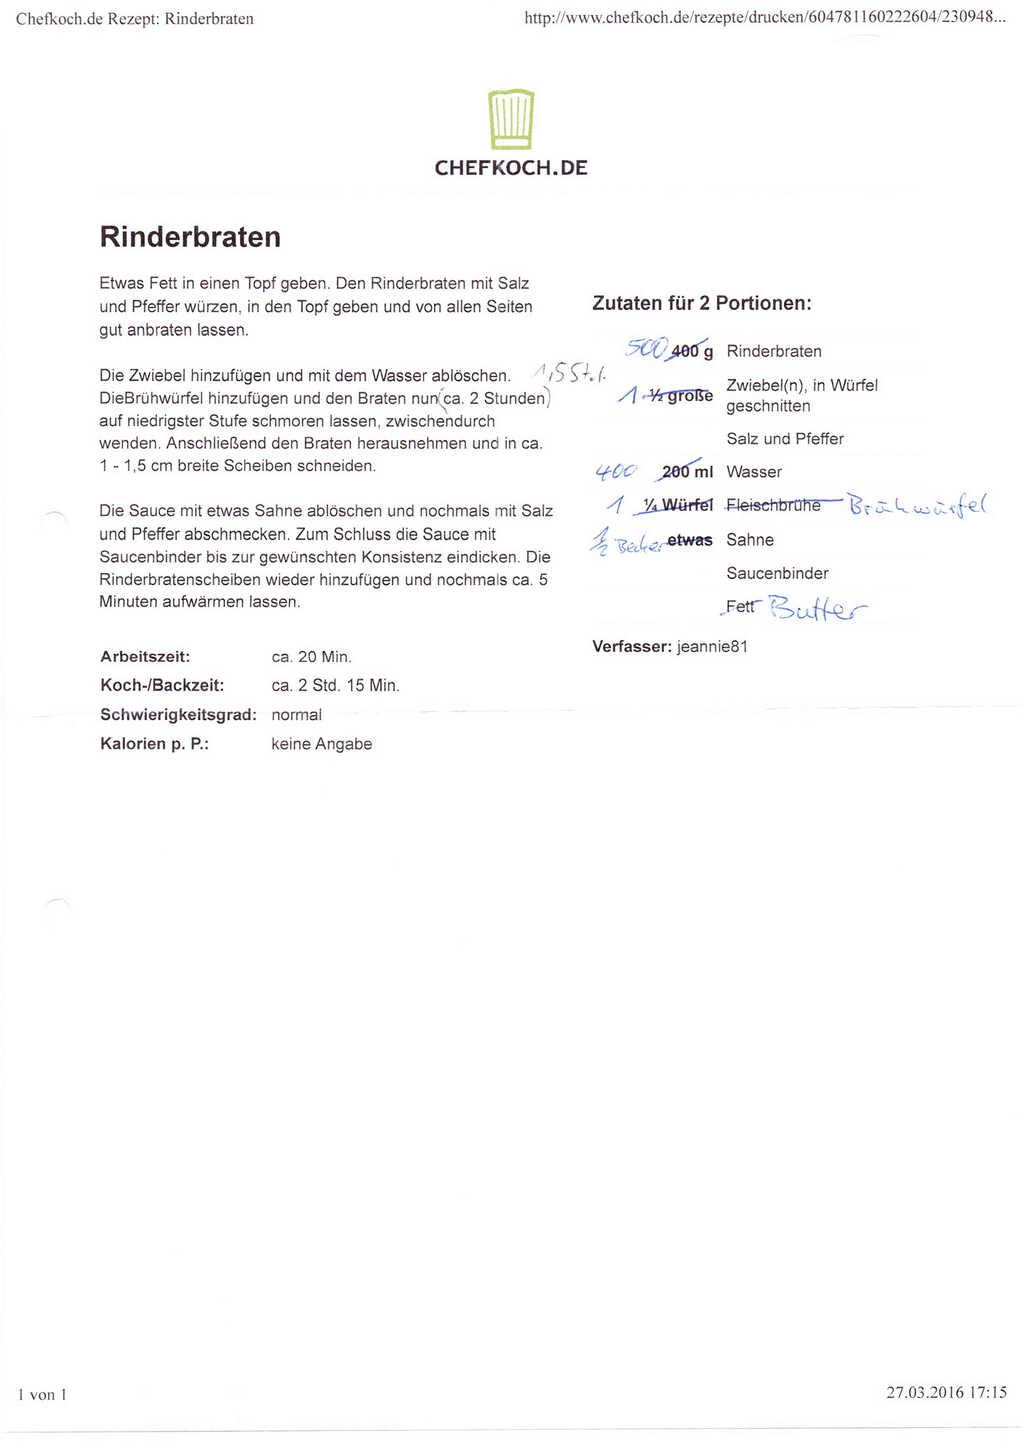 Chefkoch.de Rezept: Rinderbraten
http://www.chefkoch.de/rezepte/drucken/604781160222604/230948...
CHEFKOCH.DE
Rinderbraten
Etwas Fett in einen Topf geben. Den Rinderbraten mit Salz
und Pfeffer würzen, in den Topf geben und von allen Seiten
gut anbraten lassen.
Die Zwiebel hinzufügen und mit dem Wasser ablöschen. 1,5 St.
DieBrühwürfel hinzufügen und den Braten nun (ca. 2 Stunden)
auf niedrigster Stufe schmoren lassen, zwischendurch
wenden. Anschließend den Braten herausnehmen und in ca.
1 - 1,5 cm breite Scheiben schneiden.
Die Sauce mit etwas Sahne ablöschen und nochmals mit Salz
und Pfeffer abschmecken. Zum Schluss die Sauce mit
Saucenbinder bis zur gewünschten Konsistenz eindicken. Die
Rinderbratenscheiben wieder hinzufügen und nochmals ca. 5
Minuten aufwärmen lassen.
Arbeitszeit: ca. 20 Min.
Koch-/Backzeit: ca. 2 Std. 15 Min.
Schwierigkeitsgrad: normal
Kalorien p. P.: keine Angabe
Zutaten für 2 Portionen:
500 400 g Rinderbraten
1 ½ große Zwiebel(n), in Würfel
geschnitten
Salz und Pfeffer
400 200 ml Wasser
1 ¼ Würfel Fleischbrühe Brühwürfel
½ Becher etwas Sahne
Saucenbinder
Fett Butter
Verfasser: jeannie81
1 von 1
27.03.2016 17:15